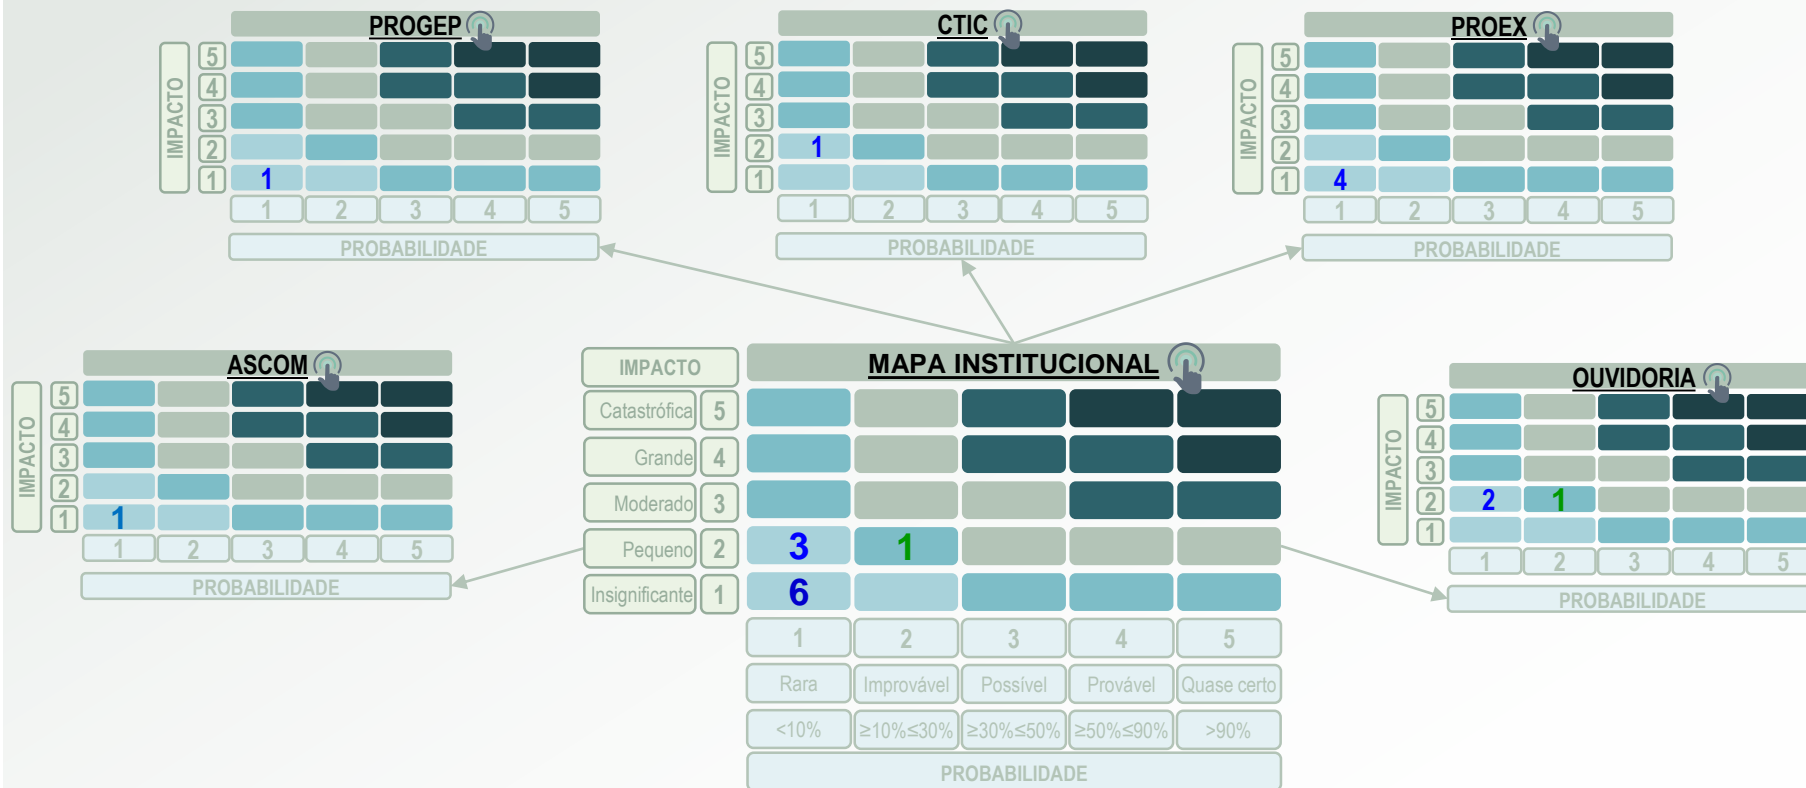 PROGEP
IMPACTO
5
4
3
2
1
1
1 2 3 4 5
PROBABILIDADE
CTIC
IMPACTO
5
4
3
2 1
1
1 2 3 4 5
PROBABILIDADE
PROEX
IMPACTO
5
4
3
2
1 4
1 2 3 4 5
PROBABILIDADE
ASCOM
IMPACTO
5
4
3
2
1 1
1 2 3 4 5
PROBABILIDADE
IMPACTO
MAPA INSTITUCIONAL
Catastrófica 5
Grande 4
Moderado 3
Pequeno 2 3 1
Insignificante 1 6
1 2 3 4 5
Rara Improvável Possível Provável Quase certo
<10% ≥10%≤30% ≥30%≤50% ≥50%≤90% >90%
PROBABILIDADE
OUVIDORIA
IMPACTO
5
4
3
2 2 1
1
1 2 3 4 5
PROBABILIDADE